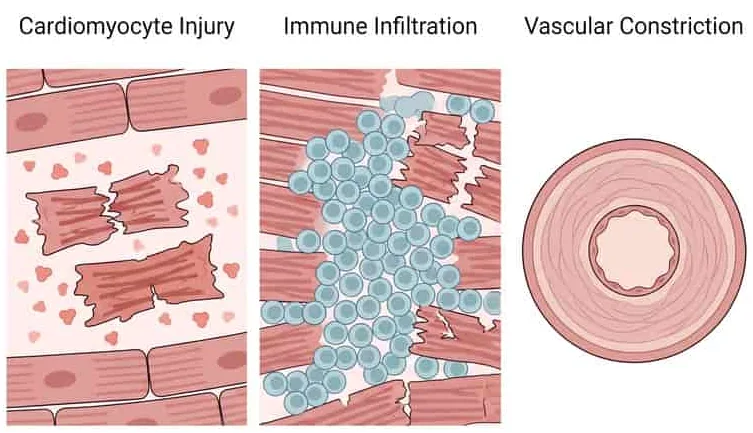 Cardiomyocyte Injury
Immune Infiltration
Vascular Constriction